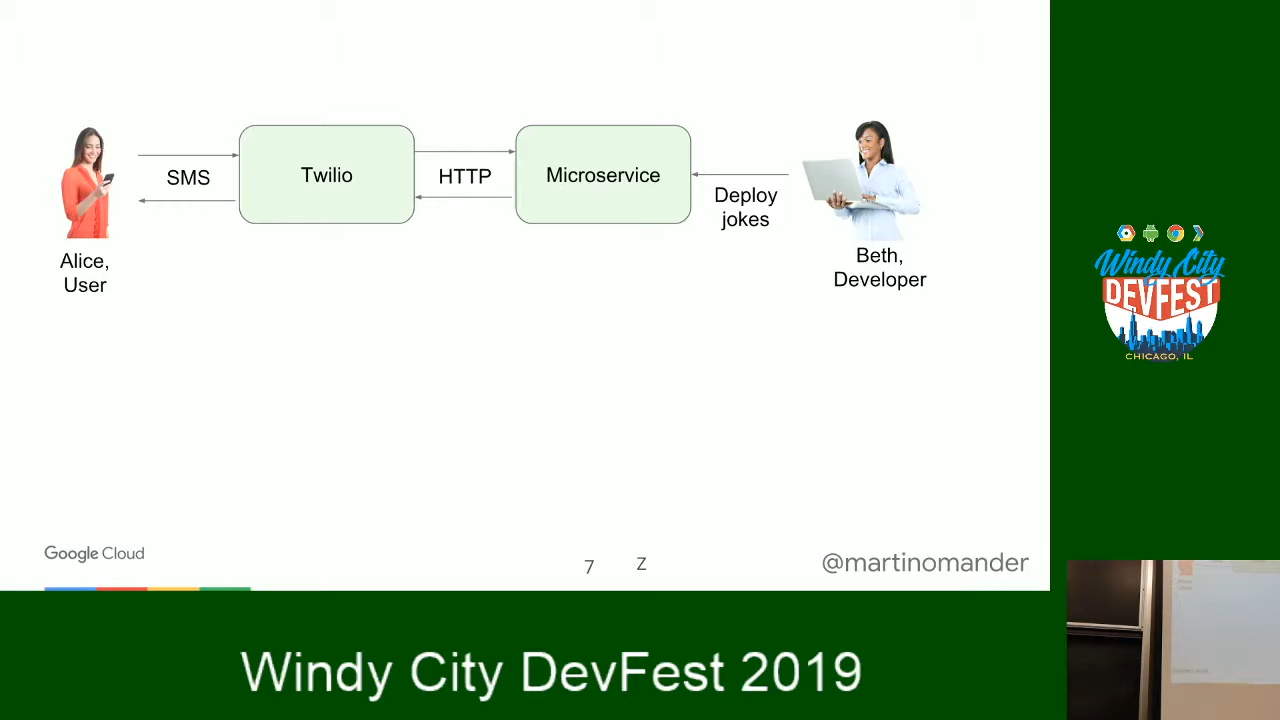 SMS
Twilio
HTTP
Microservice
Deploy
jokes
Alice,
User
Beth,
Developer
Google Cloud
7
Z
@martinomander
Windy City
DEVFEST
CHICAGO, IL
Windy City DevFest 2019